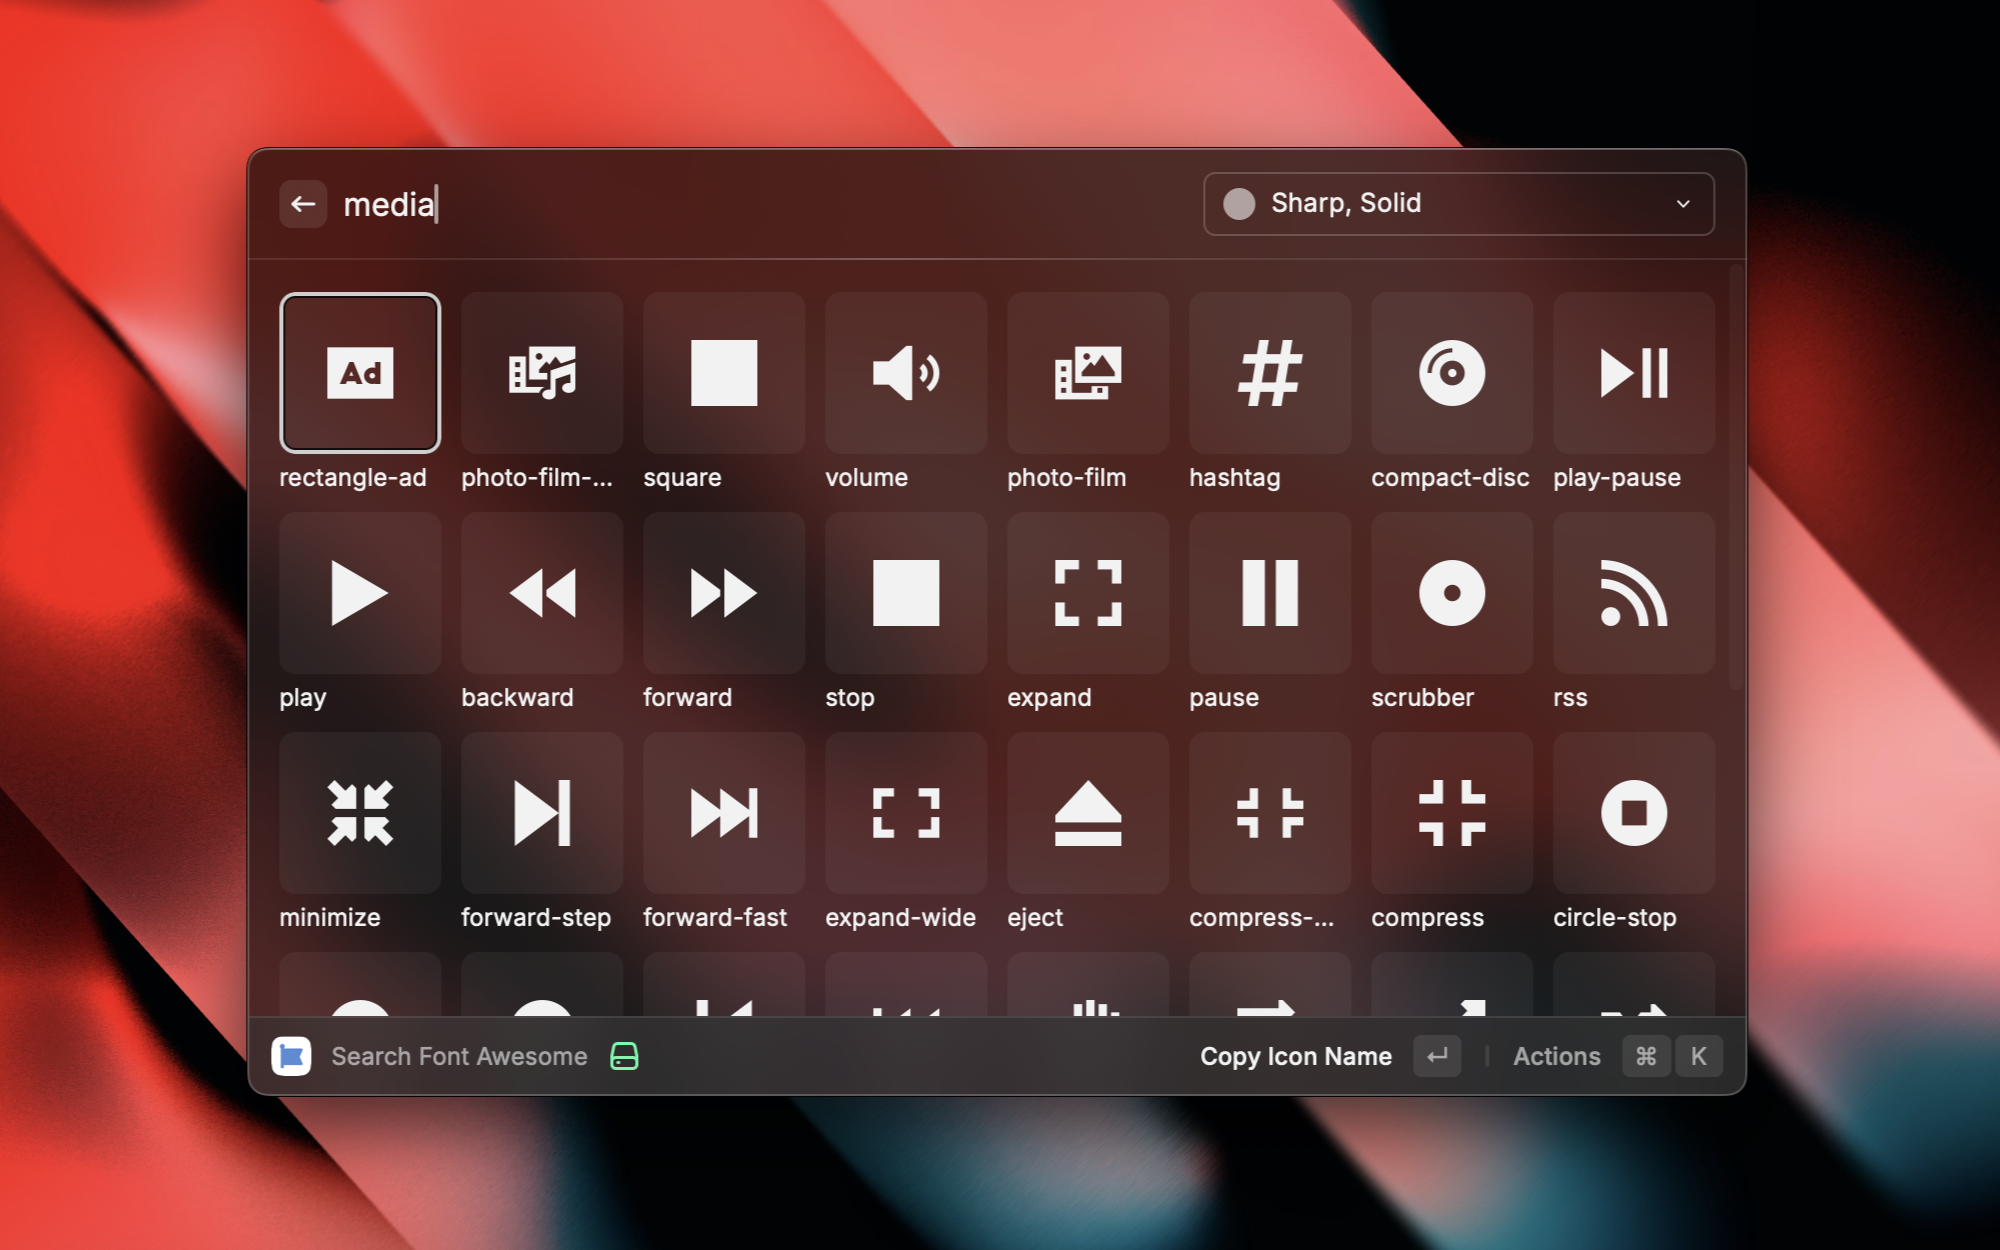 media
Sharp, Solid
Ad
rectangle-ad
photo-film-...
square
volume
photo-film
hashtag
compact-disc
play-pause
play
backward
forward
stop
expand
pause
scrubber
rss
minimize
forward-step
forward-fast
expand-wide
eject
compress-...
compress
circle-stop
Search Font Awesome
Copy Icon Name
Actions
⌘ K